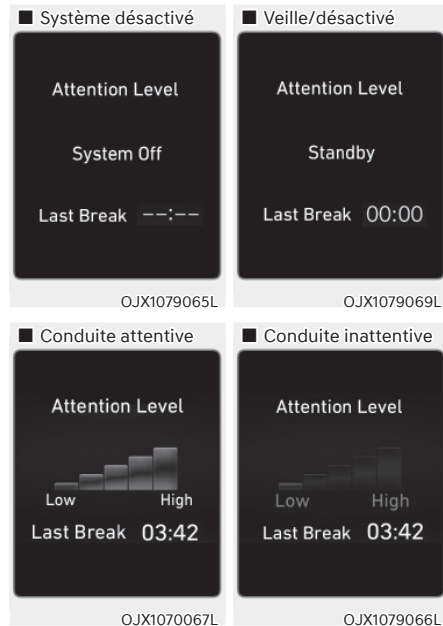 ■ Système désactivé
Attention Level
System Off
Last Break --:--
OJX1079065L
■ Veille/désactivé
Attention Level
Standby
Last Break 00:00
OJX1079069L
■ Conduite attentive
Attention Level
Low High
Last Break 03:42
OJX1070067L
■ Conduite inattentive
Attention Level
Low High
Last Break 03:42
OJX1079066L